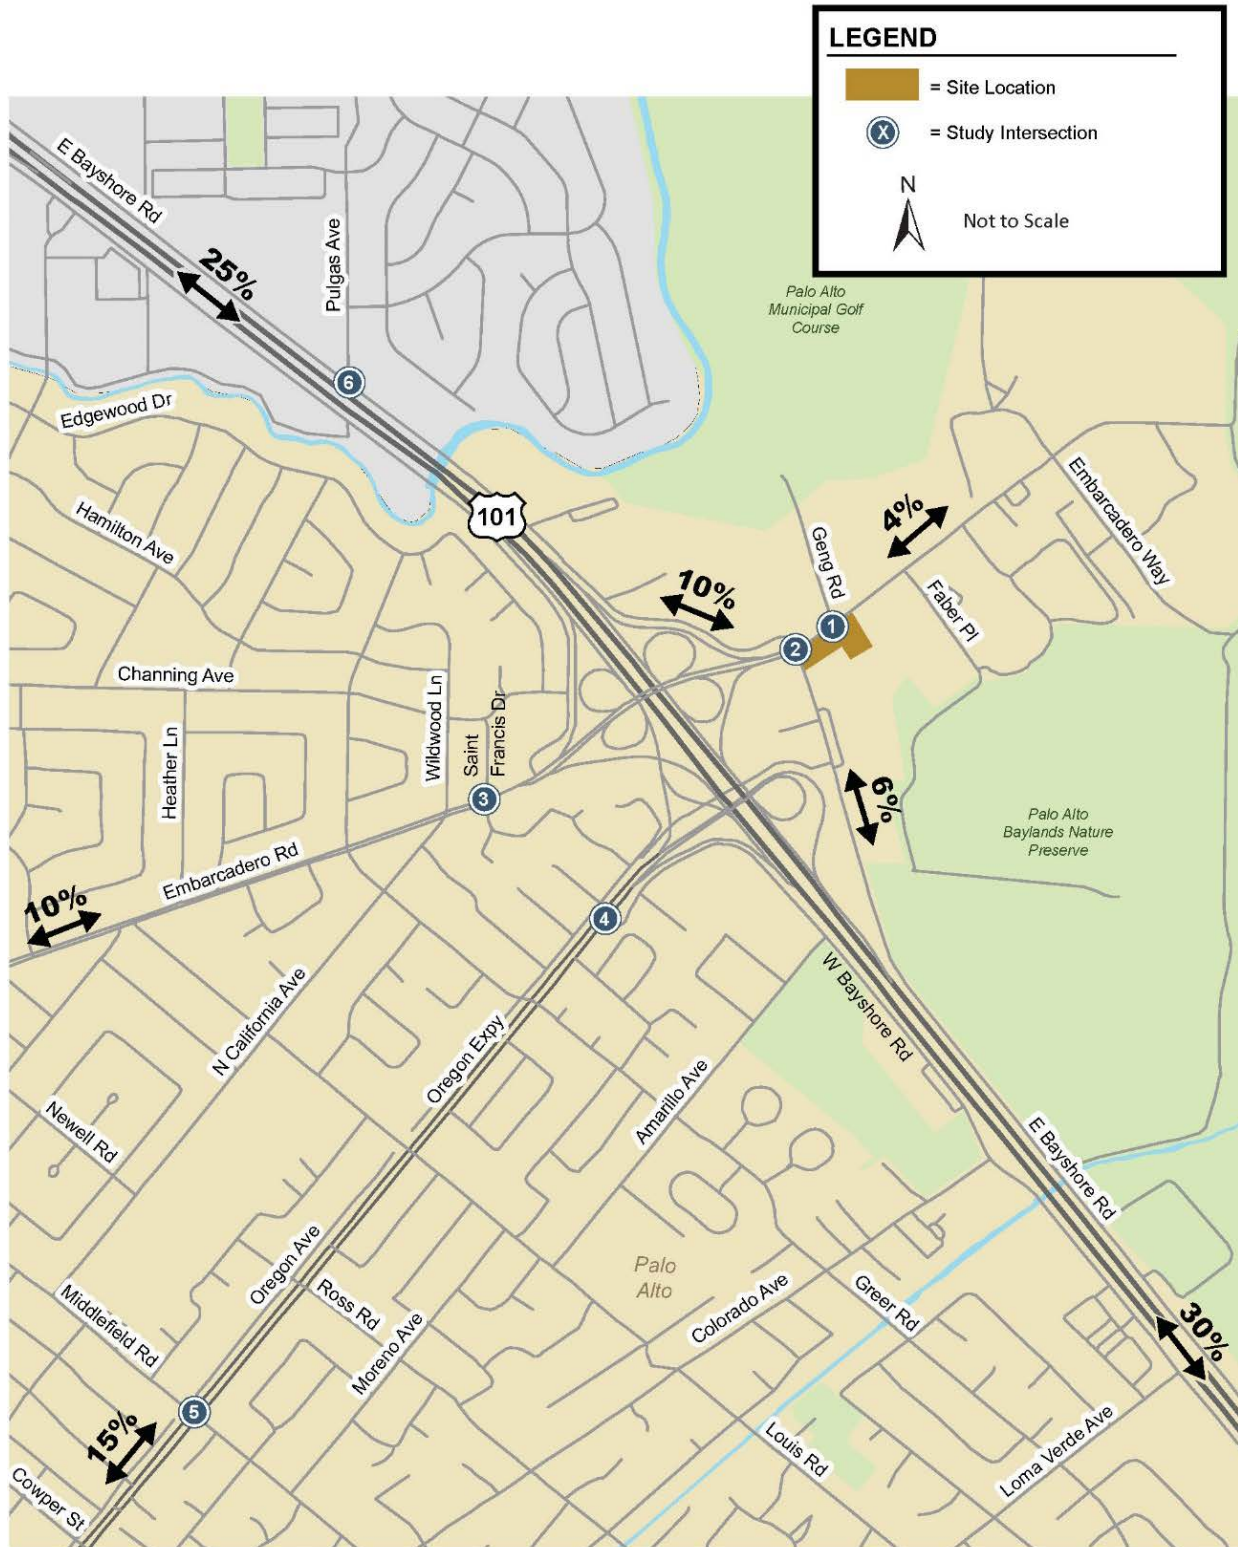 LEGEND
= Site Location
X
= Study Intersection
N
Not to Scale
E Bayshore Rd
25%
Pulgas Ave
Palo Alto
Municipal Golf
Course
6
Edgewood Dr
101
Hamilton Ave
4%
Embarcadero Way
Geng Rd
10%
Faber Pl
1
2
Channing Ave
Wildwood Ln
Saint
Francis Dr
Heather Ln
3
6%
Palo Alto
Baylands Nature
Preserve
Embarcadero Rd
10%
4
W Bayshore Rd
N California Ave
Oregon Expy
Amarillo Ave
Newell Rd
E Bayshore Rd
Oregon Ave
Palo
Alto
Ross Rd
Middlefield Rd
Moreno Ave
Colorado Ave
Greer Rd
30%
5
15%
Louis Rd
Loma Verde Ave
Cowper St